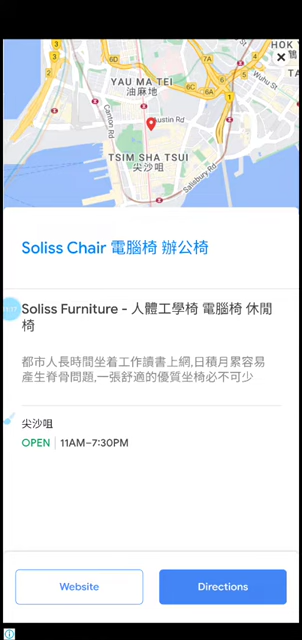 HOK
YAU MA TEI
油麻地
Wuhu St
Canton Rd
Austin Rd
TSIM SHA TSUI
尖沙咀
Salisbury Rd
Soliss Chair 電腦椅 辦公椅
Soliss Furniture - 人體工學椅 電腦椅 休閒
椅
都市人長時間坐着工作讀書上網,日積月累容易
產生脊骨問題,一張舒適的優質坐椅必不可少
尖沙咀
OPEN | 11AM–7:30PM
Website
Directions